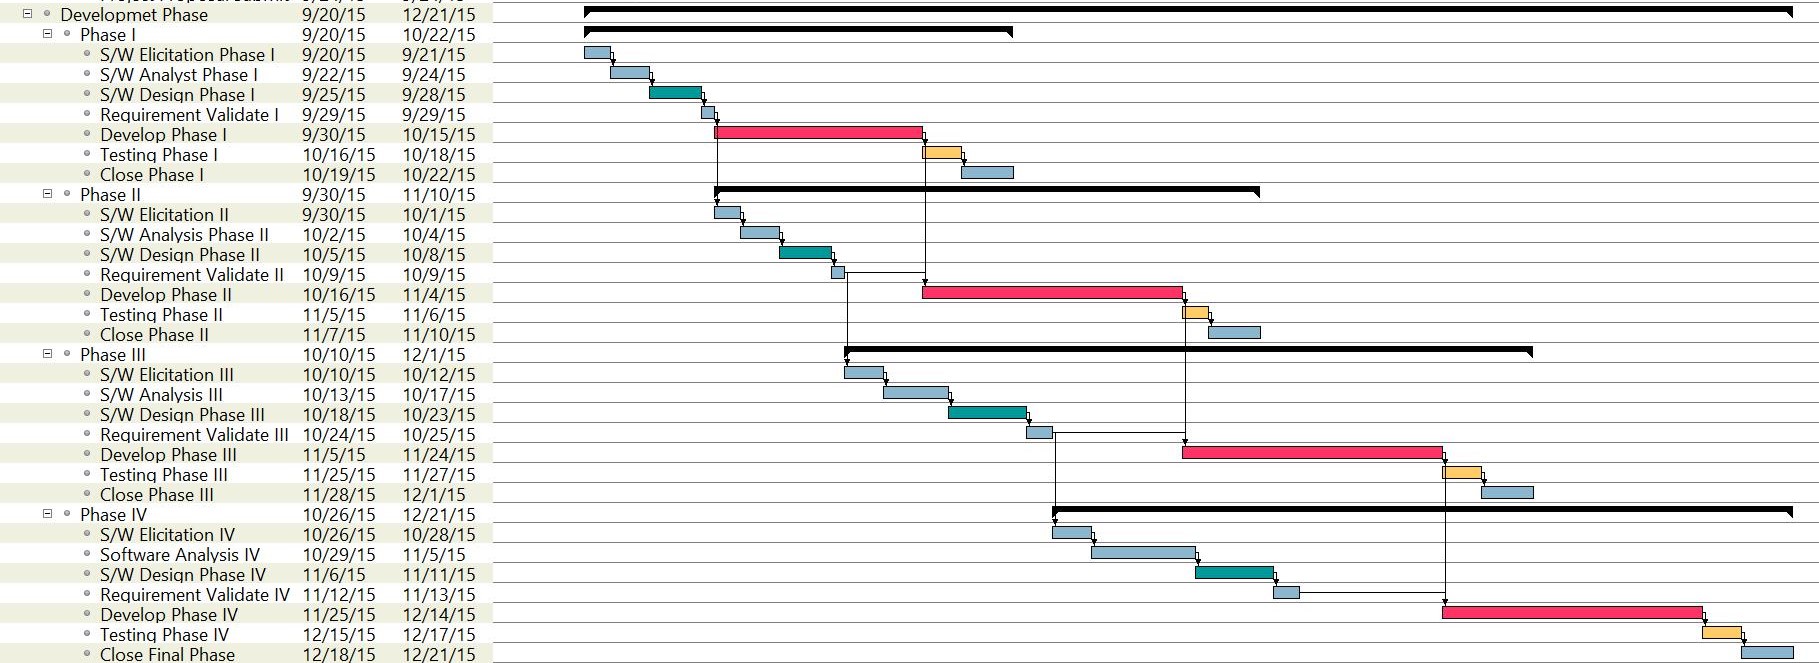 Developmet Phase 9/20/15 12/21/15
Phase I 9/20/15 10/22/15
S/W Elicitation Phase I 9/20/15 9/21/15
S/W Analyst Phase I 9/22/15 9/24/15
S/W Design Phase I 9/25/15 9/28/15
Requirement Validate I 9/29/15 9/29/15
Develop Phase I 9/30/15 10/15/15
Testing Phase I 10/16/15 10/18/15
Close Phase I 10/19/15 10/22/15
Phase II 9/30/15 11/10/15
S/W Elicitation II 9/30/15 10/1/15
S/W Analysis Phase II 10/2/15 10/4/15
S/W Design Phase II 10/5/15 10/8/15
Requirement Validate II 10/9/15 10/9/15
Develop Phase II 10/16/15 11/4/15
Testing Phase II 11/5/15 11/6/15
Close Phase II 11/7/15 11/10/15
Phase III 10/10/15 12/1/15
S/W Elicitation III 10/10/15 10/12/15
S/W Analysis III 10/13/15 10/17/15
S/W Design Phase III 10/18/15 10/23/15
Requirement Validate III 10/24/15 10/25/15
Develop Phase III 11/5/15 11/24/15
Testing Phase III 11/25/15 11/27/15
Close Phase III 11/28/15 12/1/15
Phase IV 10/26/15 12/21/15
S/W Elicitation IV 10/26/15 10/28/15
Software Analysis IV 10/29/15 11/5/15
S/W Design Phase IV 11/6/15 11/11/15
Requirement Validate IV 11/12/15 11/13/15
Develop Phase IV 11/25/15 12/14/15
Testing Phase IV 12/15/15 12/17/15
Close Final Phase 12/18/15 12/21/15